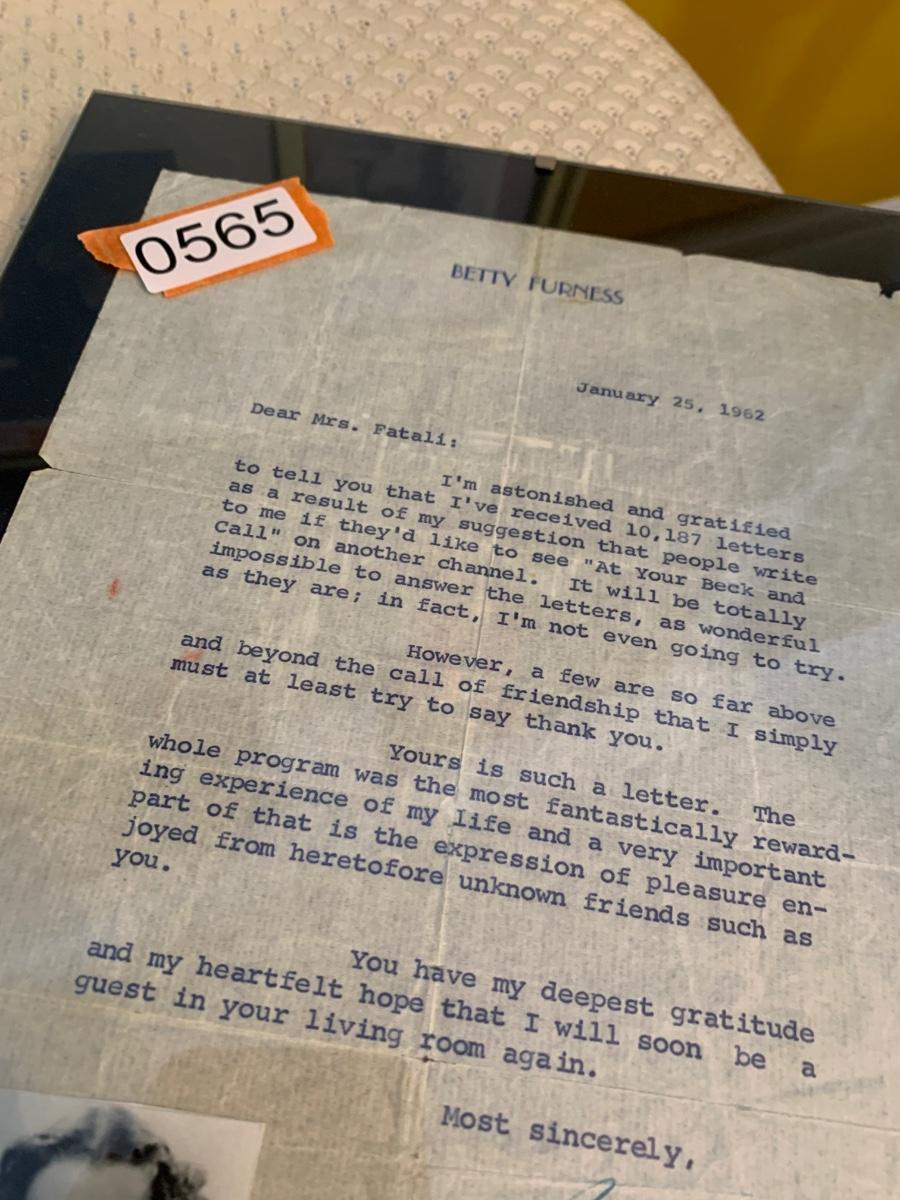 0565
BETTY FURNESS
January 25, 1962
Dear Mrs. Fatali:
I'm astonished and gratified
to tell you that I've received 10,187 letters
as a result of my suggestion that people write
to me if they'd like to see "At Your Beck and
Call" on another channel. It will be totally
impossible to answer the letters, as wonderful
as they are; in fact, I'm not even going to try.
However, a few are so far above
and beyond the call of friendship that I simply
must at least try to say thank you.
Yours is such a letter. The
whole program was the most fantastically reward-
ing experience of my life and a very important
part of that is the expression of pleasure en-
joyed from heretofore unknown friends such as
you.
You have my deepest gratitude
and my heartfelt hope that I will soon be a
guest in your living room again.
Most sincerely,